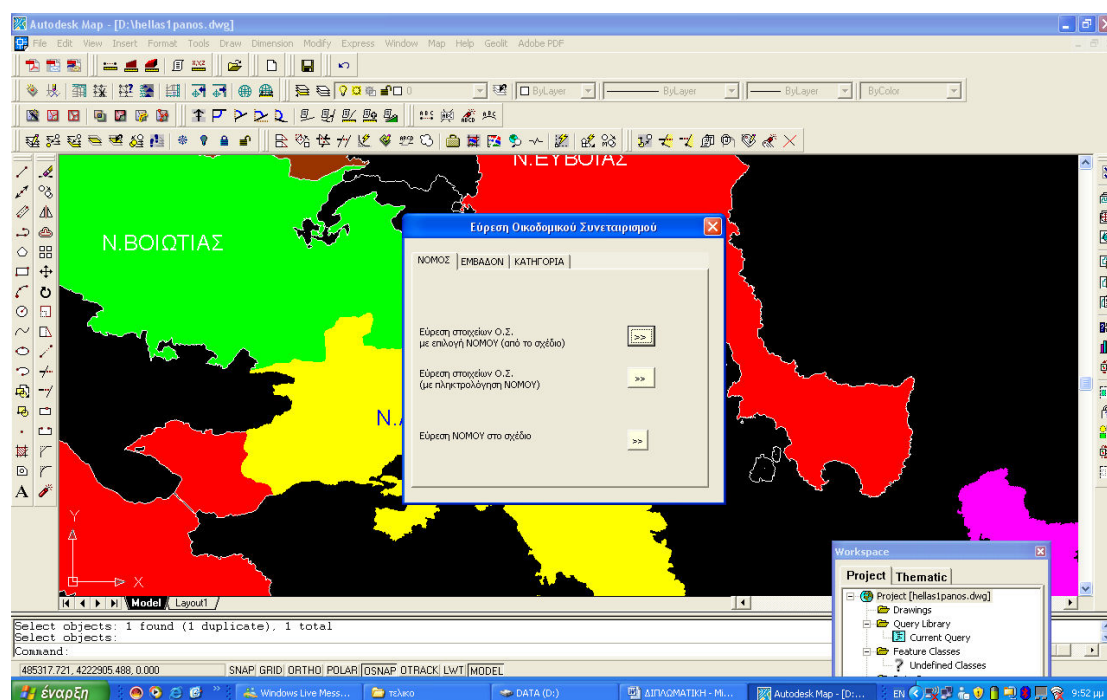 Autodesk Map - [D:\hellas1panos.dwg]
File Edit View Insert Format Tools Draw Dimension Modify Express Window Map Help Geolit Adobe PDF
0 ByLayer ByLayer ByLayer ByColor
Ν.ΕΥΒΟΙΑΣ
Ν.ΒΟΙΩΤΙΑΣ
Εύρεση Οικοδομικού Συνεταιρισμού
ΝΟΜΟΣ ΕΜΒΑΔΟΝ ΚΑΤΗΓΟΡΙΑ
Εύρεση στοιχείων Ο.Σ.
με επιλογή ΝΟΜΟΥ (από το σχέδιο)
>>
Εύρεση στοιχείων Ο.Σ.
(με πληκτρολόγηση ΝΟΜΟΥ)
>>
Ν.Α
Εύρεση ΝΟΜΟΥ στο σχέδιο
>>
Y
X
Workspace
Project Thematic
Project [hellas1panos.dwg]
Drawings
Query Library
Current Query
Feature Classes
Undefined Classes
Model Layout1
Select objects: 1 found (1 duplicate), 1 total
Select objects:
Command:
485317.721, 4222905.488, 0.000 SNAP GRID ORTHO POLAR OSNAP OTRACK LWT MODEL
έναρξη Windows Live Mess... τελικο DATA (D:) ΔΙΠΛΩΜΑΤΙΚΗ - Mi... Autodesk Map - [D:... EN 9:52 μμ